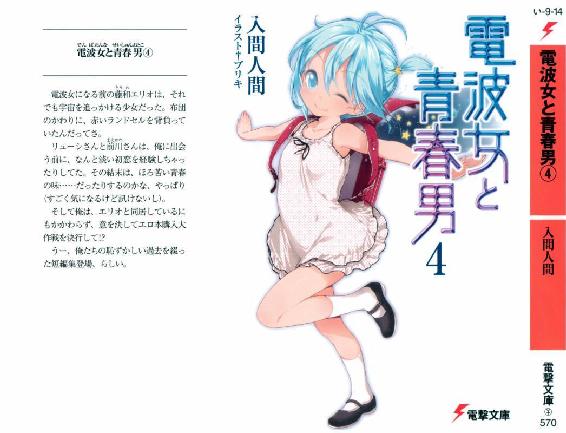 電波女と青春男④
電波女になる前の藤和エリオは、それ
でも宇宙を追っかける少女だった。布団
のかわりに、赤いランドセルを背負って
いたんだってさ。
リューシさんと前川さんは、俺に出会
う前に、なんと淡い初恋を経験しちゃっ
たりしてた。その結末は、ほろ苦い青春
の味……だったりするのかな、やっぱり
(すごく気になるけど訊けないし)。
そして俺は、エリオと同居しているにも
かかわらず、意を決してエロ本購入大
作戦を決行して!?
うー、俺たちの恥ずかしい過去を綴っ
た短編集登場、らしい。
入間人間
イラスト†ブリキ
電波女と
青春男
4
電撃文庫
い-9-14
電波女と青春男④
入間人間
電撃文庫
570